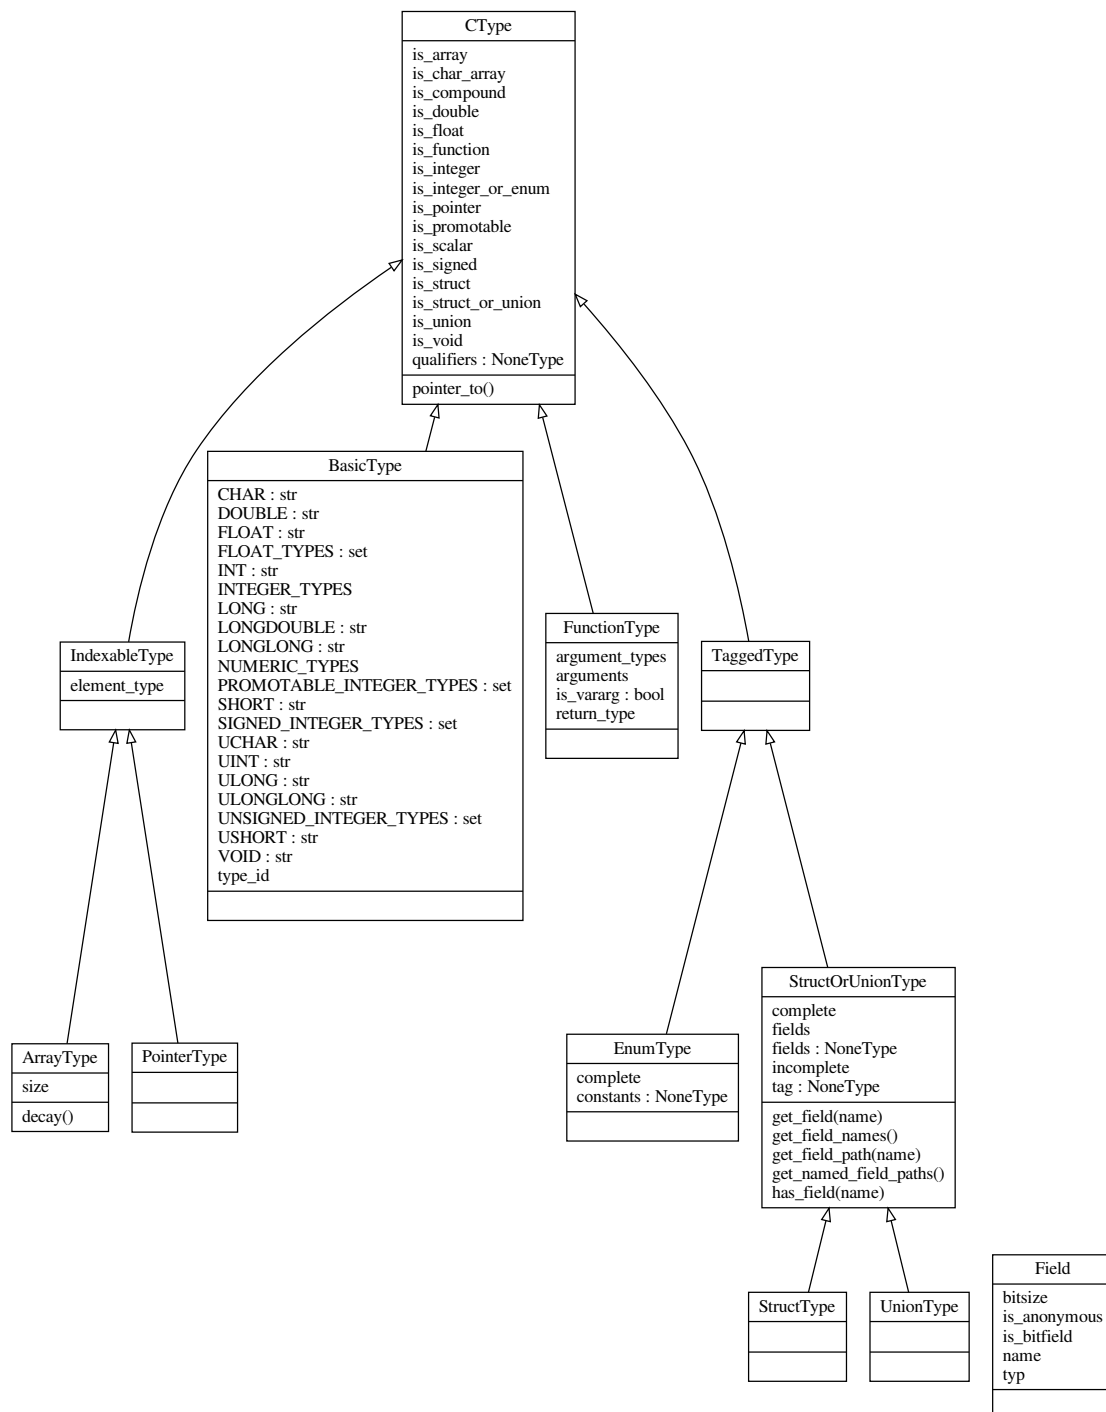 CType
is_array
is_char_array
is_compound
is_double
is_float
is_function
is_integer
is_integer_or_enum
is_pointer
is_promotable
is_scalar
is_signed
is_struct
is_struct_or_union
is_union
is_void
qualifiers : NoneType
pointer_to()
BasicType
CHAR : str
DOUBLE : str
FLOAT : str
FLOAT_TYPES : set
INT : str
INTEGER_TYPES
LONG : str
LONGDOUBLE : str
LONGLONG : str
NUMERIC_TYPES
PROMOTABLE_INTEGER_TYPES : set
SHORT : str
SIGNED_INTEGER_TYPES : set
UCHAR : str
UINT : str
ULONG : str
ULONGLONG : str
UNSIGNED_INTEGER_TYPES : set
USHORT : str
VOID : str
type_id
IndexableType
element_type
FunctionType
argument_types
arguments
is_vararg : bool
return_type
TaggedType
ArrayType
size
decay()
PointerType
EnumType
complete
constants : NoneType
StructOrUnionType
complete
fields
fields : NoneType
incomplete
tag : NoneType
get_field(name)
get_field_names()
get_field_path(name)
get_named_field_paths()
has_field(name)
StructType
UnionType
Field
bitsize
is_anonymous
is_bitfield
name
typ